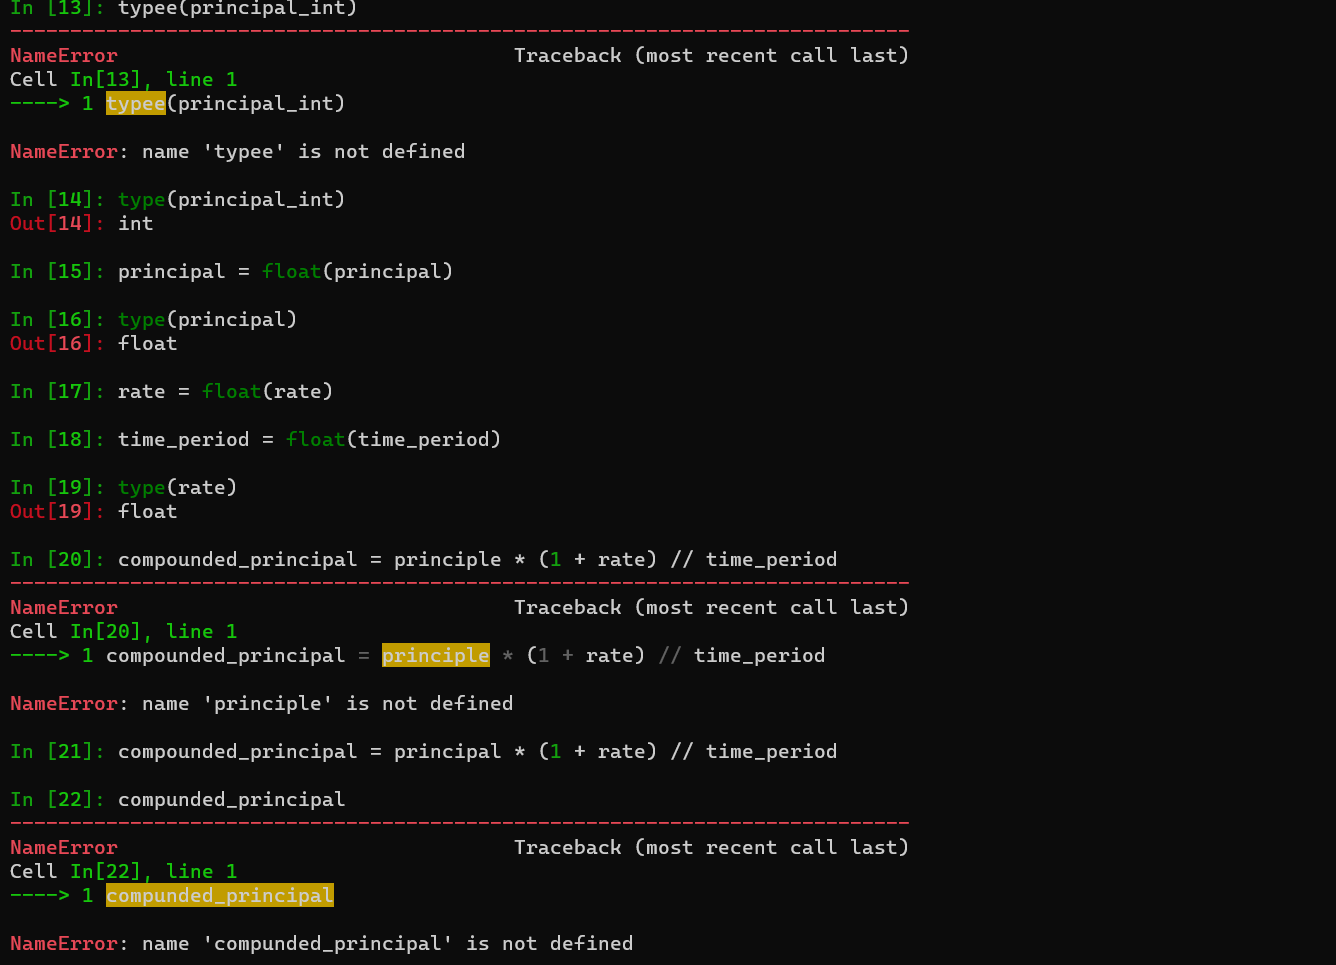 In [13]: typee(principal_int)
---------------------------------------------------------------------------
NameError                                 Traceback (most recent call last)
Cell In[13], line 1
----> 1 typee(principal_int)

NameError: name 'typee' is not defined

In [14]: type(principal_int)
Out[14]: int

In [15]: principal = float(principal)

In [16]: type(principal)
Out[16]: float

In [17]: rate = float(rate)

In [18]: time_period = float(time_period)

In [19]: type(rate)
Out[19]: float

In [20]: compounded_principal = principle * (1 + rate) // time_period
---------------------------------------------------------------------------
NameError                                 Traceback (most recent call last)
Cell In[20], line 1
----> 1 compounded_principal = principle * (1 + rate) // time_period

NameError: name 'principle' is not defined

In [21]: compounded_principal = principal * (1 + rate) // time_period

In [22]: compunded_principal
---------------------------------------------------------------------------
NameError                                 Traceback (most recent call last)
Cell In[22], line 1
----> 1 compunded_principal

NameError: name 'compunded_principal' is not defined